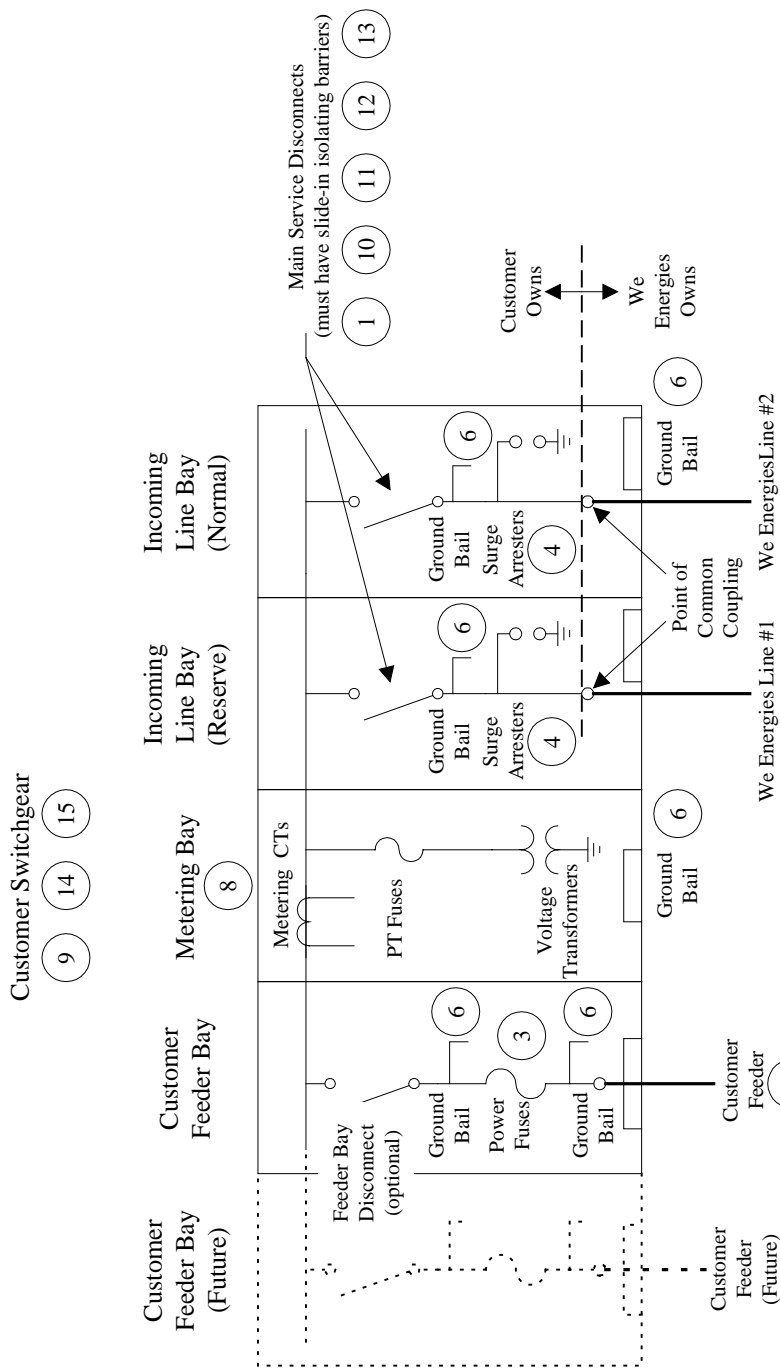 Customer Switchgear
9 14 15
Customer
Feeder Bay
(Future)
Customer
Feeder Bay
Metering Bay
8
Incoming
Line Bay
(Reserve)
Incoming
Line Bay
(Normal)
Main Service Disconnects
(must have slide-in isolating barriers)
1 10 11 12 13
Feeder Bay
Disconnect
(optional)
Ground
Bail
6
Power
Fuses
3
Ground
Bail
6
Metering CTs
PT Fuses
Voltage
Transformers
Ground
Bail
6
Surge
Arresters
4
Ground
Bail
6
Surge
Arresters
4
Customer
Owns
We
Energies
Owns
Ground
Bail
6
Point of
Common
Coupling
Ground
Bail
6
Customer
Feeder
(Future)
Customer
Feeder
We Energies Line #1
We EnergiesLine #2